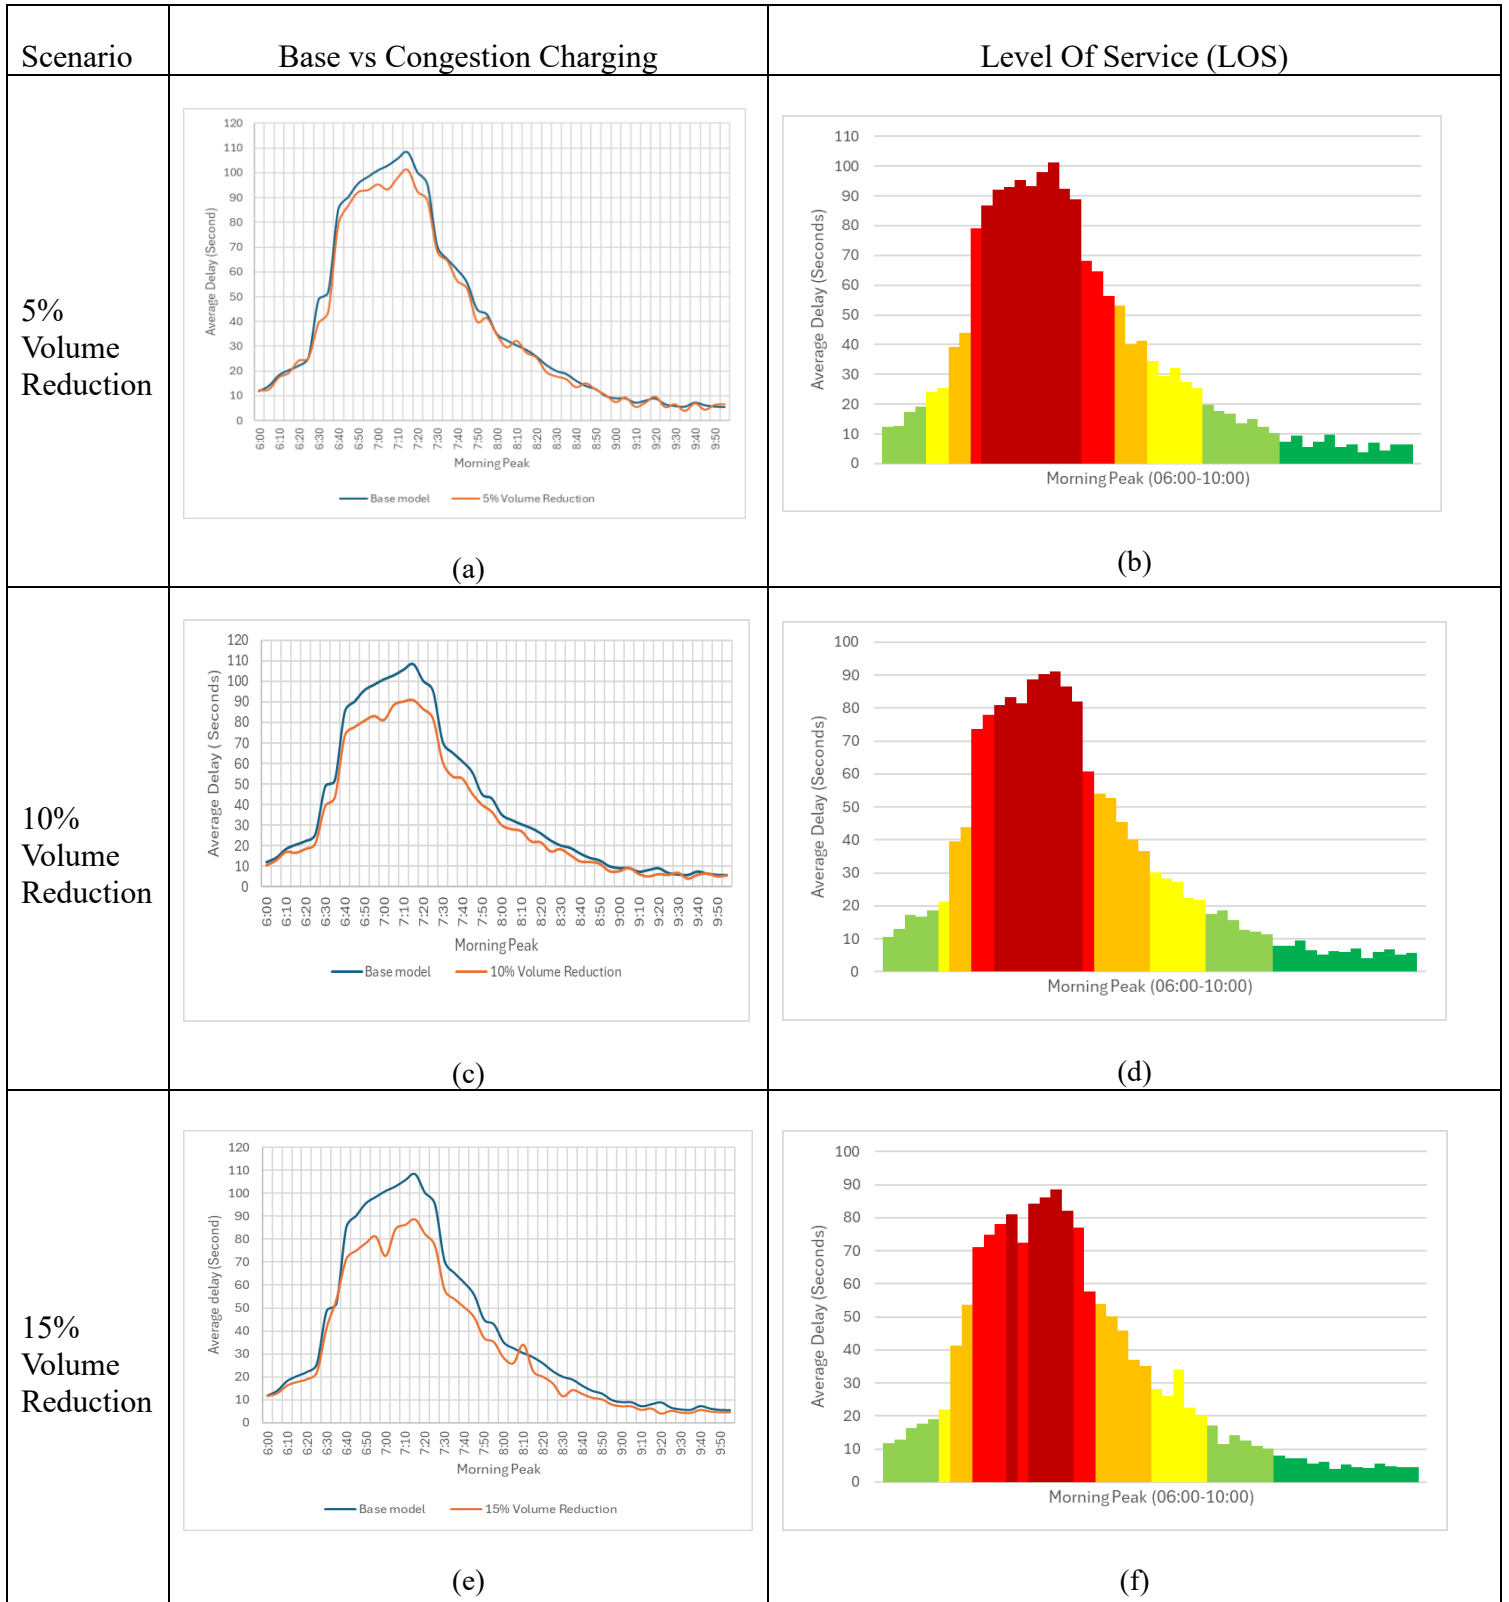 Scenario
Base vs Congestion Charging
Level Of Service (LOS)
5%
Volume
Reduction
120
110
100
90
80
70
60
50
40
30
20
10
0
Average Delay (Second)
6:00 6:10 6:20 6:30 6:40 6:50 7:00 7:10 7:20 7:30 7:40 7:50 8:00 8:10 8:20 8:30 8:40 8:50 9:00 9:10 9:20 9:30 9:40 9:50
Morning Peak
Base model 5% Volume Reduction
(a)
110
100
90
80
70
60
50
40
30
20
10
0
Average Delay (Seconds)
Morning Peak (06:00-10:00)
(b)
10%
Volume
Reduction
120
110
100
90
80
70
60
50
40
30
20
10
0
Average Delay ( Seconds)
6:00 6:10 6:20 6:30 6:40 6:50 7:00 7:10 7:20 7:30 7:40 7:50 8:00 8:10 8:20 8:30 8:40 8:50 9:00 9:10 9:20 9:30 9:40 9:50
Morning Peak
Base model 10% Volume Reduction
(c)
100
90
80
70
60
50
40
30
20
10
0
Average Delay (Seconds)
Morning Peak (06:00-10:00)
(d)
15%
Volume
Reduction
120
110
100
90
80
70
60
50
40
30
20
10
0
Average delay (Second)
6:00 6:10 6:20 6:30 6:40 6:50 7:00 7:10 7:20 7:30 7:40 7:50 8:00 8:10 8:20 8:30 8:40 8:50 9:00 9:10 9:20 9:30 9:40 9:50
Morning Peak
Base model 15% Volume Reduction
(e)
100
90
80
70
60
50
40
30
20
10
0
Average Delay (Seconds)
Morning Peak (06:00-10:00)
(f)